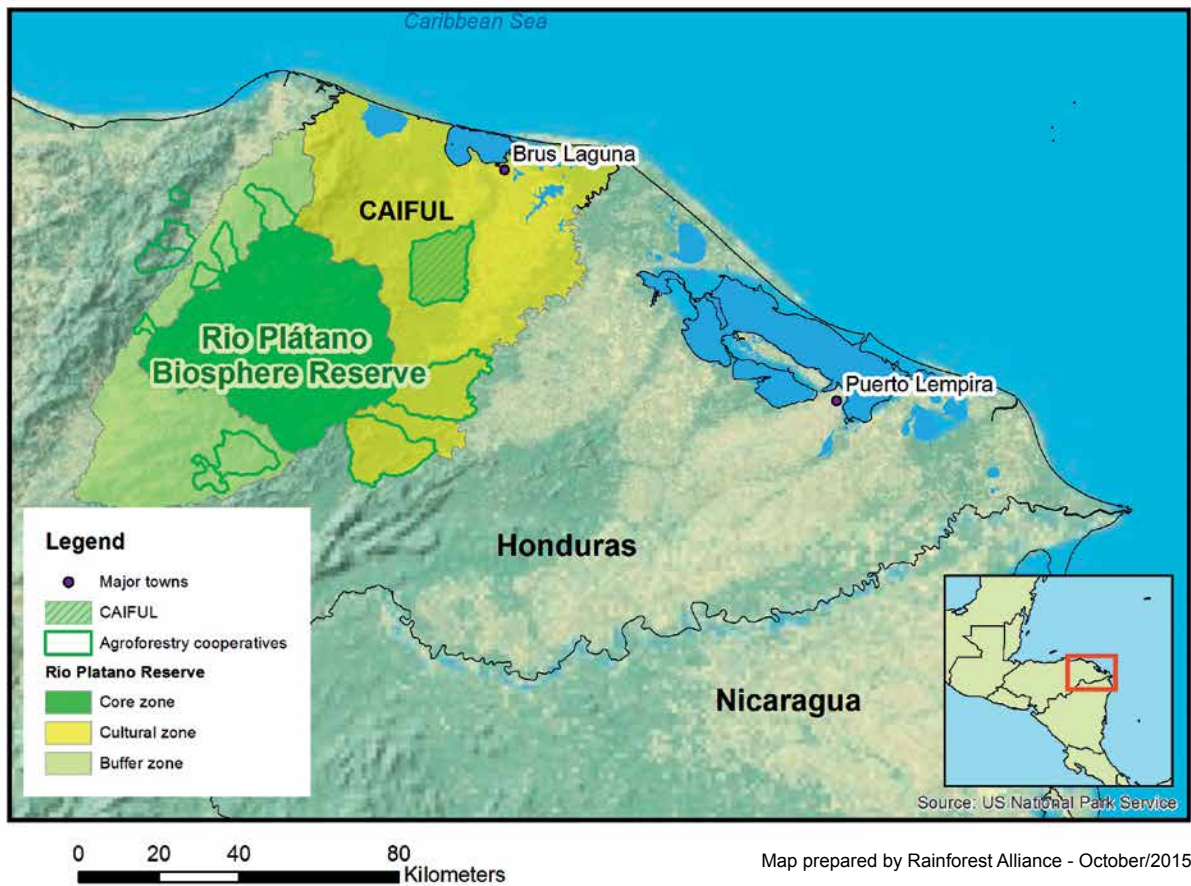 Caribbean Sea
Brus Laguna
CAIFUL
Rio Plátano
Biosphere Reserve
Puerto Lempira
Honduras
Nicaragua
Legend
Major towns
CAIFUL
Agroforestry cooperatives
Rio Platano Reserve
Core zone
Cultural zone
Buffer zone
Source: US National Park Service
0 20 40 80
Kilometers
Map prepared by Rainforest Alliance - October/2015